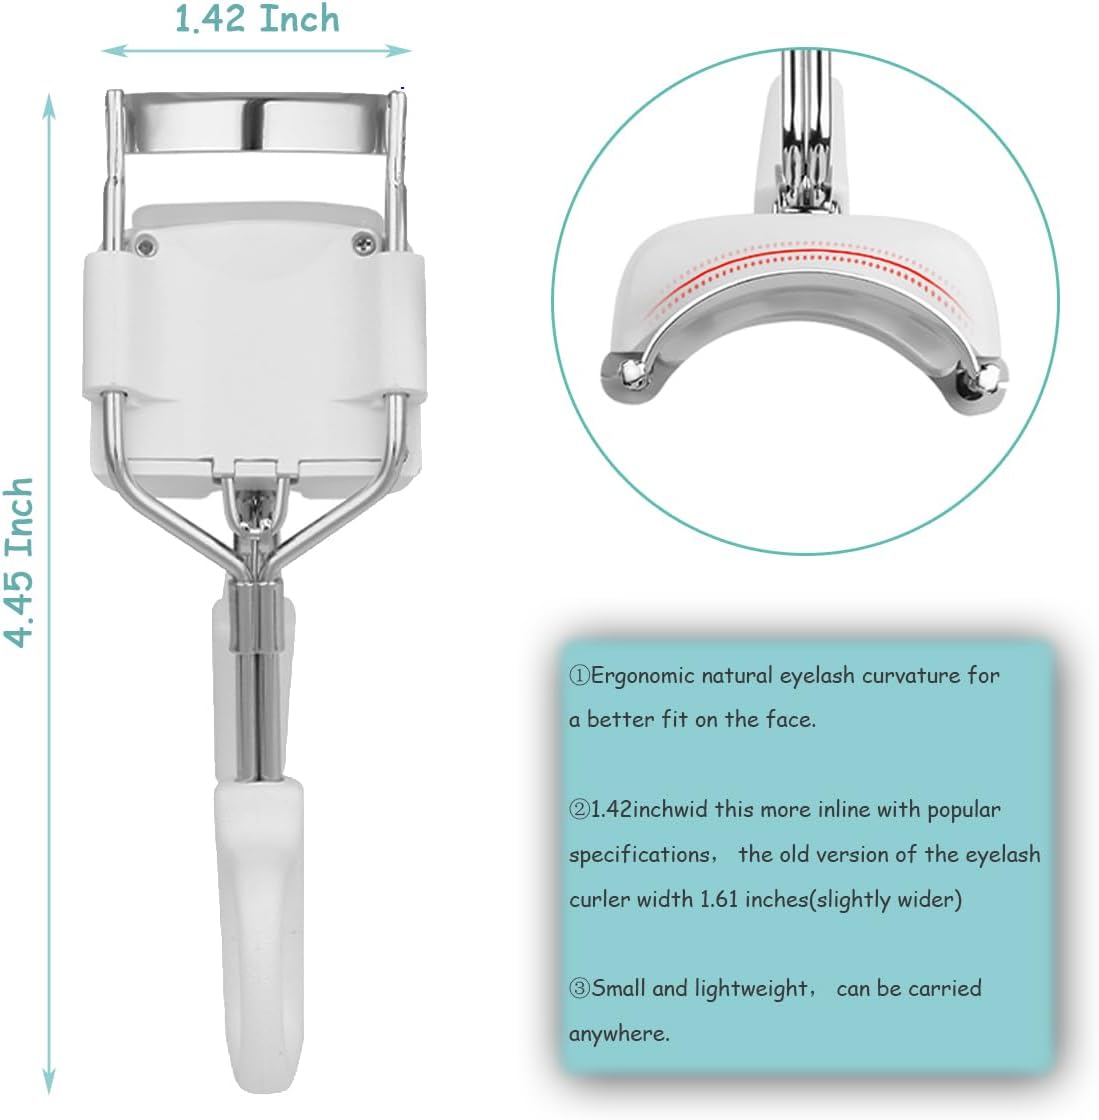 1.42 Inch
4.45 Inch
①Ergonomic natural eyelash curvature for
a better fit on the face.
②1.42inchwid this more inline with popular
specifications， the old version of the eyelash
curler width 1.61 inches(slightly wider)
③Small and lightweight， can be carried
anywhere.